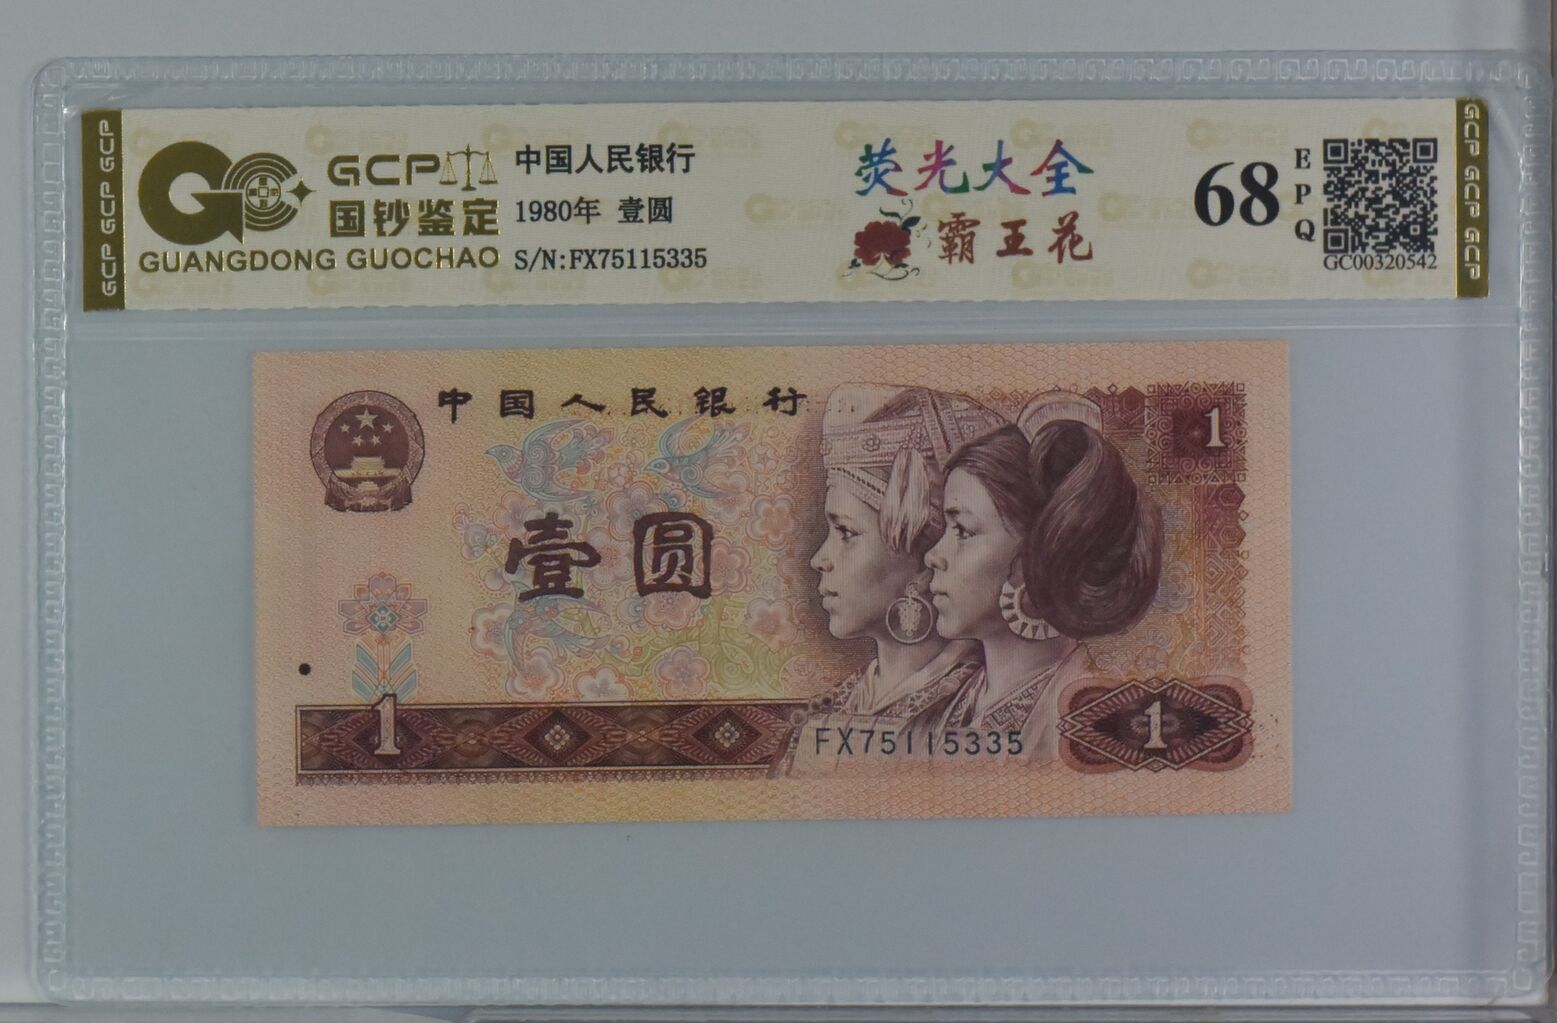 GCP GCP GCP
GCP
国钞鉴定
GUANGDONG GUOCHAO
中国人民银行
1980年 壹圆
S/N:FX75115335
荧光大全
霸王花
68
EPQ
GC00320542
GCP GCP GCP
中国人民银行
1
壹圆
1
FX75115335
1